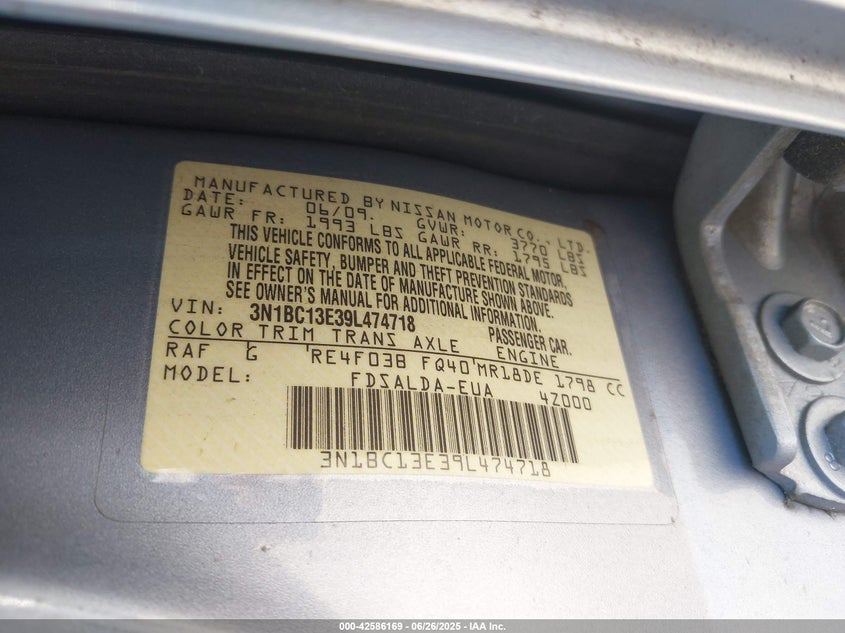 MANUFACTURED BY NISSAN MOTOR CO., LTD.
DATE: 06/09. GVWR: 3770 LBS
GAWR FR: 1993 LBS GAWR RR: 1795 LBS
THIS VEHICLE CONFORMS TO ALL APPLICABLE FEDERAL MOTOR
VEHICLE SAFETY, BUMPER AND THEFT PREVENTION STANDARDS
IN EFFECT ON THE DATE OF MANUFACTURE SHOWN ABOVE.
SEE OWNER'S MANUAL FOR ADDITIONAL INFORMATION.
VIN: 3N1BC13E39L474718 PASSENGER CAR.
COLOR TRIM TRANS AXLE ENGINE
RAF G RE4F03B FQ40 MR18DE 1798 CC
MODEL: FDSALDA-EUA 4Z000
3N1BC13E39L474718
000-42586169 - 06/26/2025 - IAA Inc.